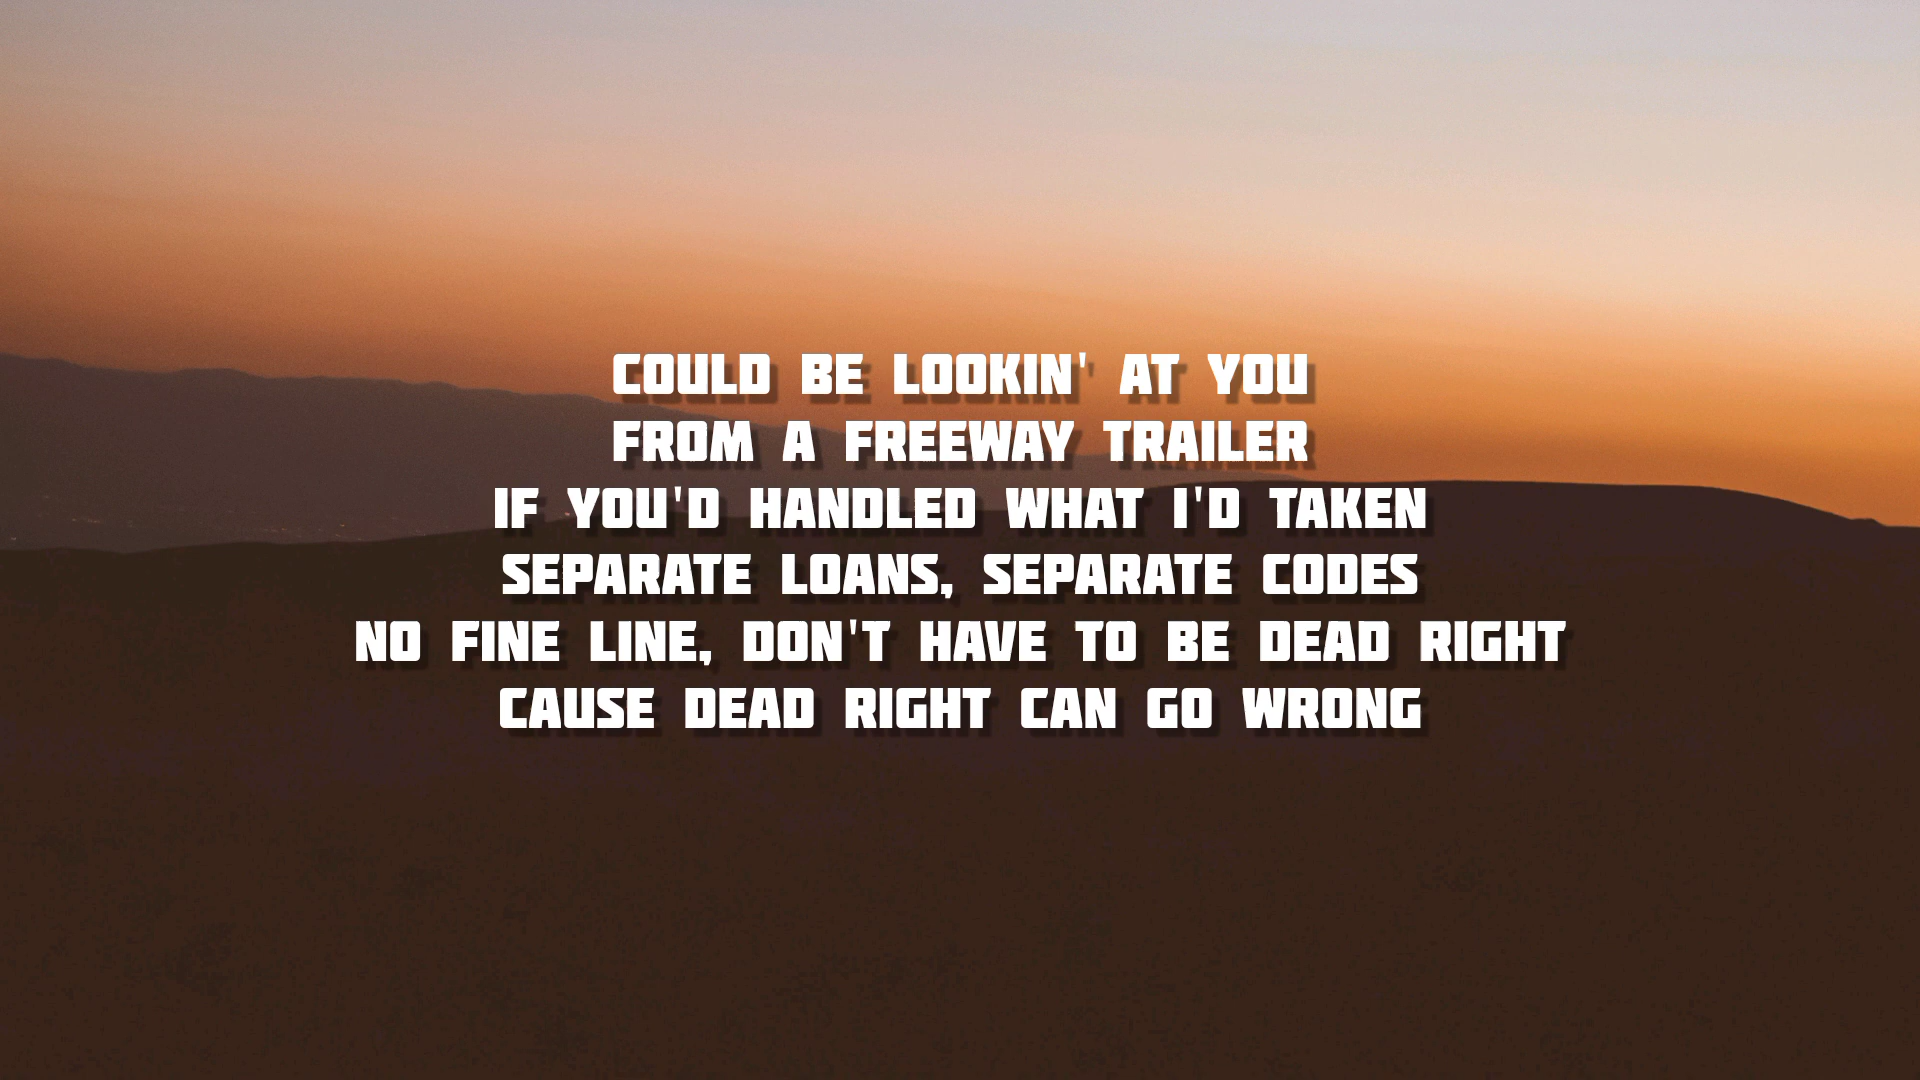 COULD BE LOOKIN' AT YOU
FROM A FREEWAY TRAILER
IF YOU'D HANDLED WHAT I'D TAKEN
SEPARATE LOANS, SEPARATE CODES
NO FINE LINE, DON'T HAVE TO BE DEAD RIGHT
CAUSE DEAD RIGHT CAN GO WRONG